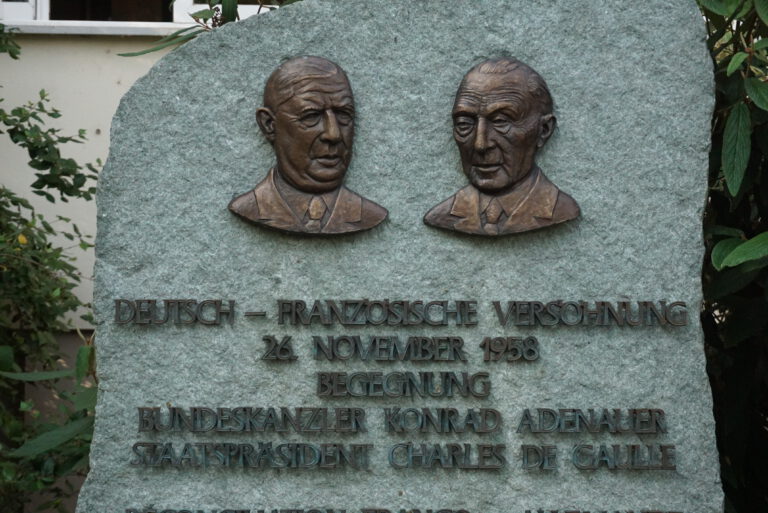 DEUTSCH – FRANZÖSISCHE VERSÖHNUNG
26. NOVEMBER 1958
BEGEGNUNG
BUNDESKANZLER KONRAD ADENAUER
STAATSPRÄSIDENT CHARLES DE GAULLE